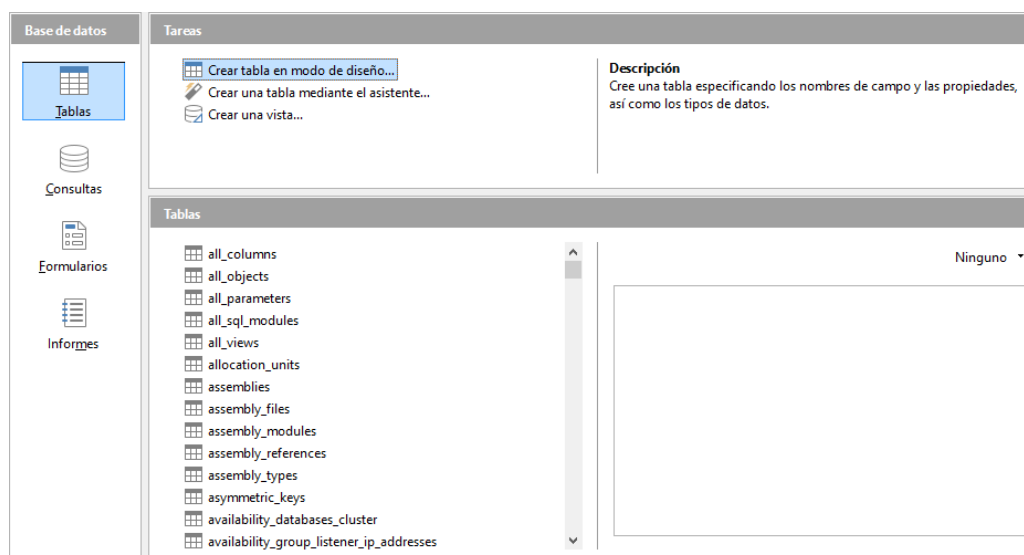 Base de datos
Tablas
Consultas
Formularios
Informes
Tareas
Crear tabla en modo de diseño...
Crear una tabla mediante el asistente...
Crear una vista...
Descripción
Cree una tabla especificando los nombres de campo y las propiedades,
así como los tipos de datos.
Tablas
all_columns
all_objects
all_parameters
all_sql_modules
all_views
allocation_units
assemblies
assembly_files
assembly_modules
assembly_references
assembly_types
asymmetric_keys
availability_databases_cluster
availability_group_listener_ip_addresses
Ninguno